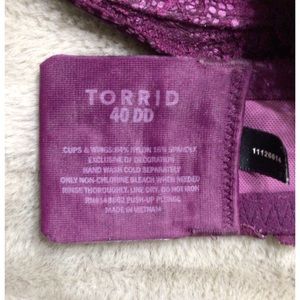 TORRID
40 DD
CUPS & WINGS: 84% NYLON 16% SPANDEX
EXCLUSIVE OF DECORATION
HAND WASH COLD SEPARATELY
ONLY NON-CHLORINE BLEACH WHEN NEEDED
RINSE THOROUGHLY. LINE DRY. DO NOT IRON
PUSH-UP PLUNGE
MADE IN VIETNAM